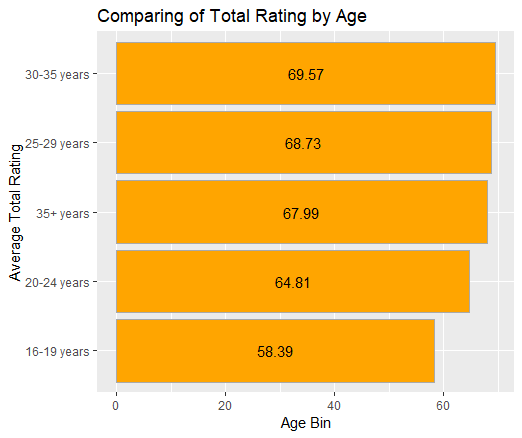 Comparing of Total Rating by Age
Average Total Rating
30-35 years
69.57
25-29 years
68.73
35+ years
67.99
20-24 years
64.81
16-19 years
58.39
0
20
40
60
Age Bin